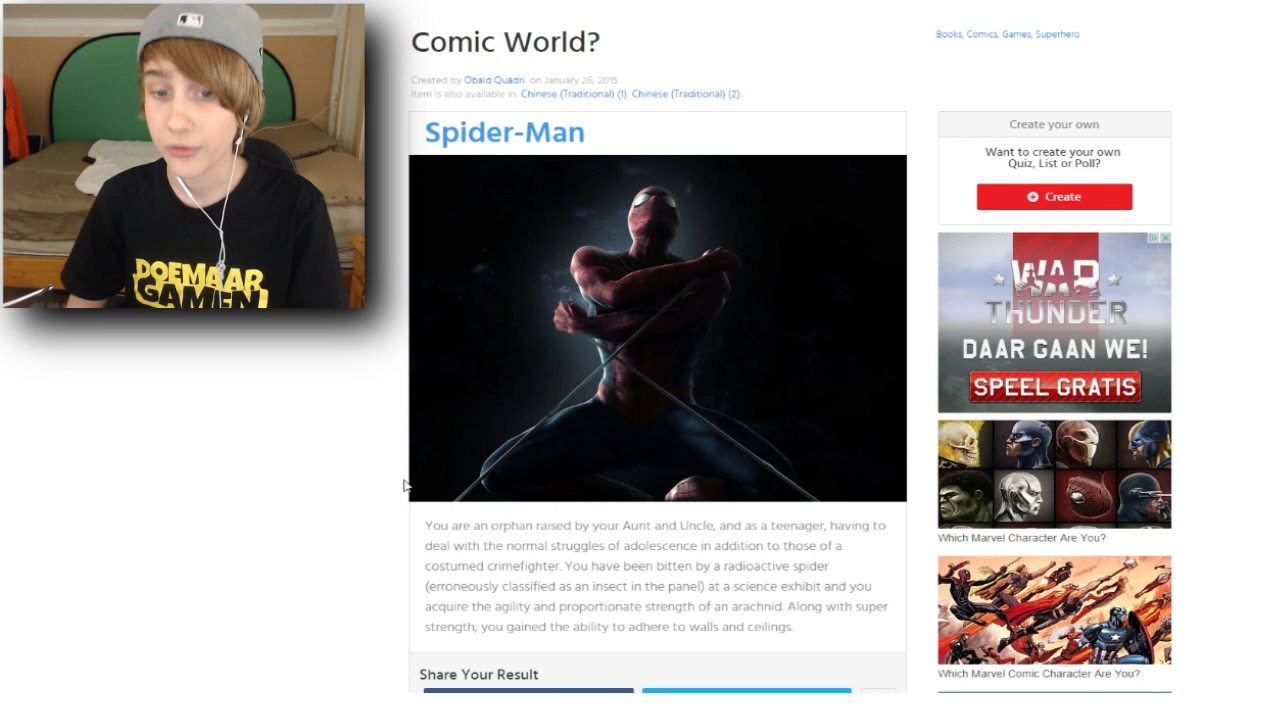 Comic World?
Created by Obaid Quadri on January 26, 2015
Item is also available in: Chinese (Traditional) (1), Chinese (Traditional) (2).
Books, Comics, Games, Superhero
Spider-Man
DOEMAAR
GAMEN
You are an orphan raised by your Aunt and Uncle, and as a teenager, having to
deal with the normal struggles of adolescence in addition to those of a
costumed crimefighter. You have been bitten by a radioactive spider
(erroneously classified as an insect in the panel) at a science exhibit and you
acquire the agility and proportionate strength of an arachnid. Along with super
strength, you gained the ability to adhere to walls and ceilings.
Share Your Result
Create your own
Want to create your own
Quiz, List or Poll?
Create
WAR
THUNDER
DAAR GAAN WE!
SPEEL GRATIS
Which Marvel Character Are You?
Which Marvel Comic Character Are You?